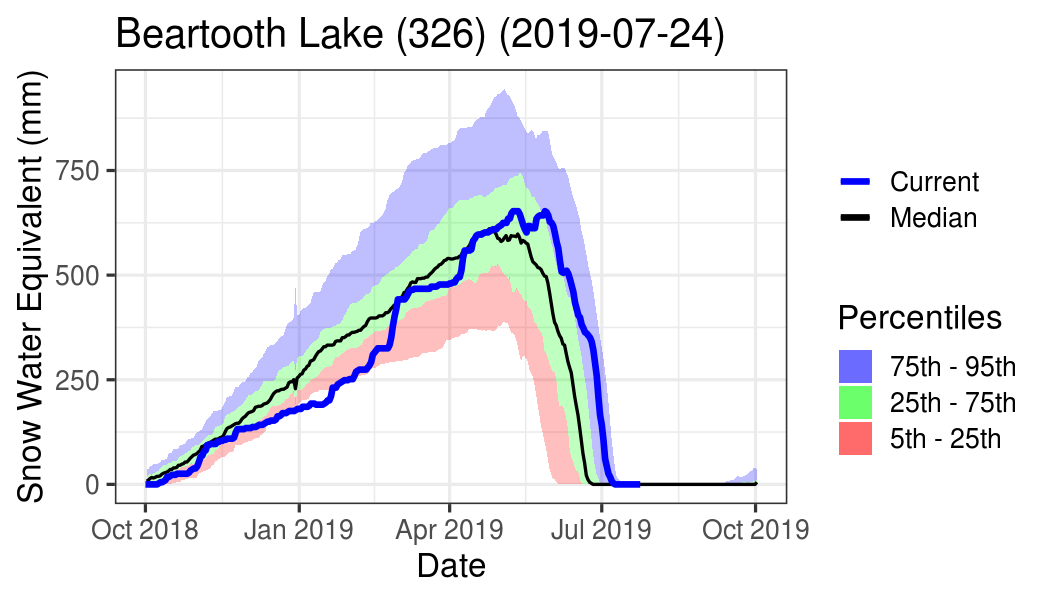 Beartooth Lake (326) (2019-07-24)
Snow Water Equivalent (mm)
750
500
250
0
Oct 2018
Jan 2019
Apr 2019
Jul 2019
Oct 2019
Date
Current
Median
Percentiles
75th - 95th
25th - 75th
5th - 25th